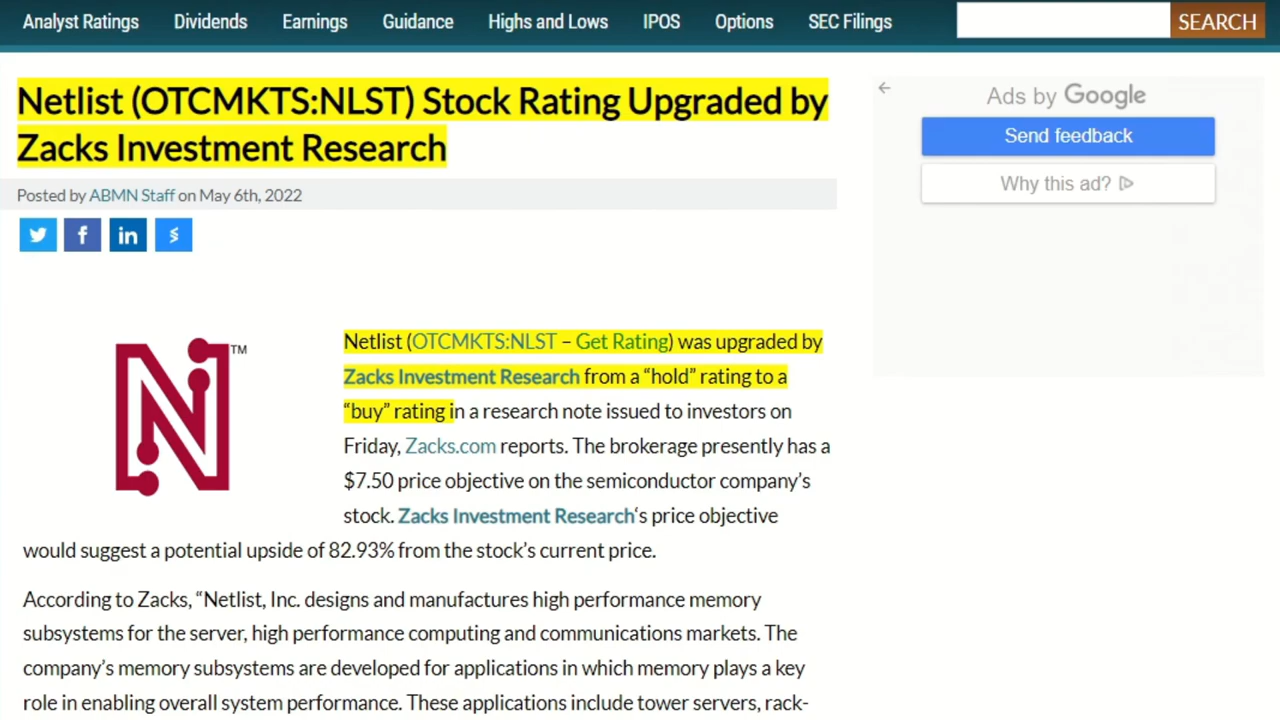 Analyst Ratings Dividends Earnings Guidance Highs and Lows IPOS Options SEC Filings SEARCH
Netlist (OTCMKTS:NLST) Stock Rating Upgraded by
Zacks Investment Research
Posted by ABMN Staff on May 6th, 2022
Ads by Google
Send feedback
Why this ad?
N™
Netlist (OTCMKTS:NLST – Get Rating) was upgraded by
Zacks Investment Research from a “hold” rating to a
“buy” rating in a research note issued to investors on
Friday, Zacks.com reports. The brokerage presently has a
$7.50 price objective on the semiconductor company’s
stock. Zacks Investment Research‘s price objective
would suggest a potential upside of 82.93% from the stock’s current price.
According to Zacks, “Netlist, Inc. designs and manufactures high performance memory
subsystems for the server, high performance computing and communications markets. The
company’s memory subsystems are developed for applications in which memory plays a key
role in enabling overall system performance. These applications include tower servers, rack-